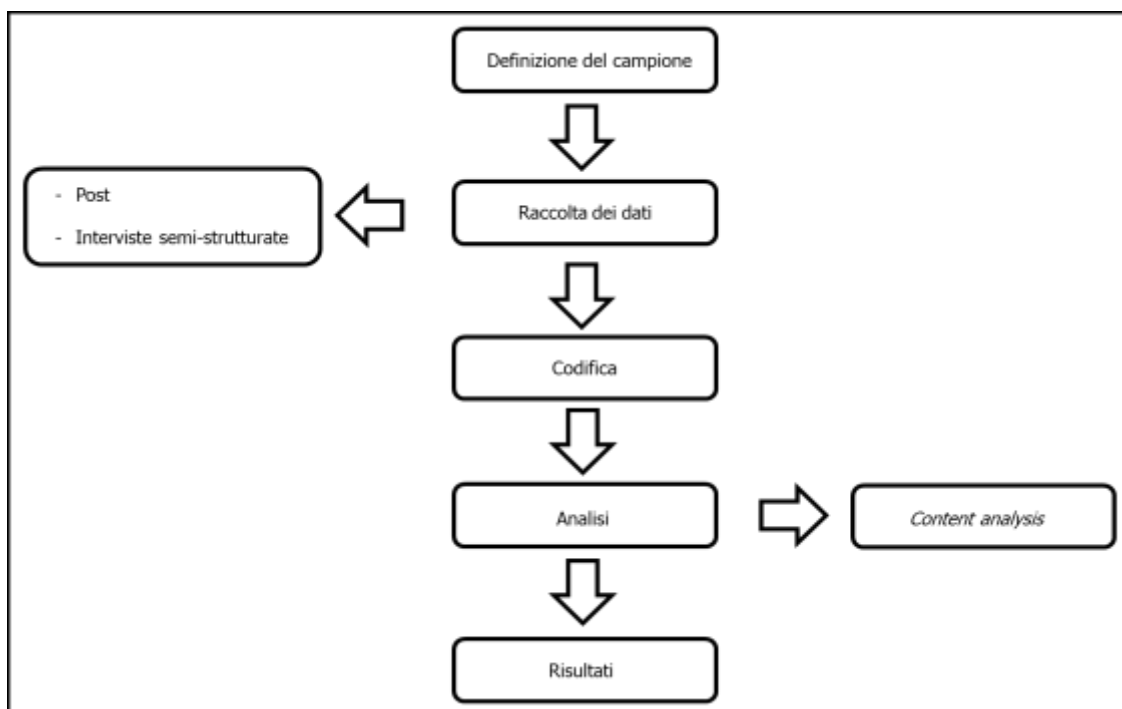 Definizione del campione
- Post
- Interviste semi-strutturate
Raccolta dei dati
Codifica
Analisi
Content analysis
Risultati